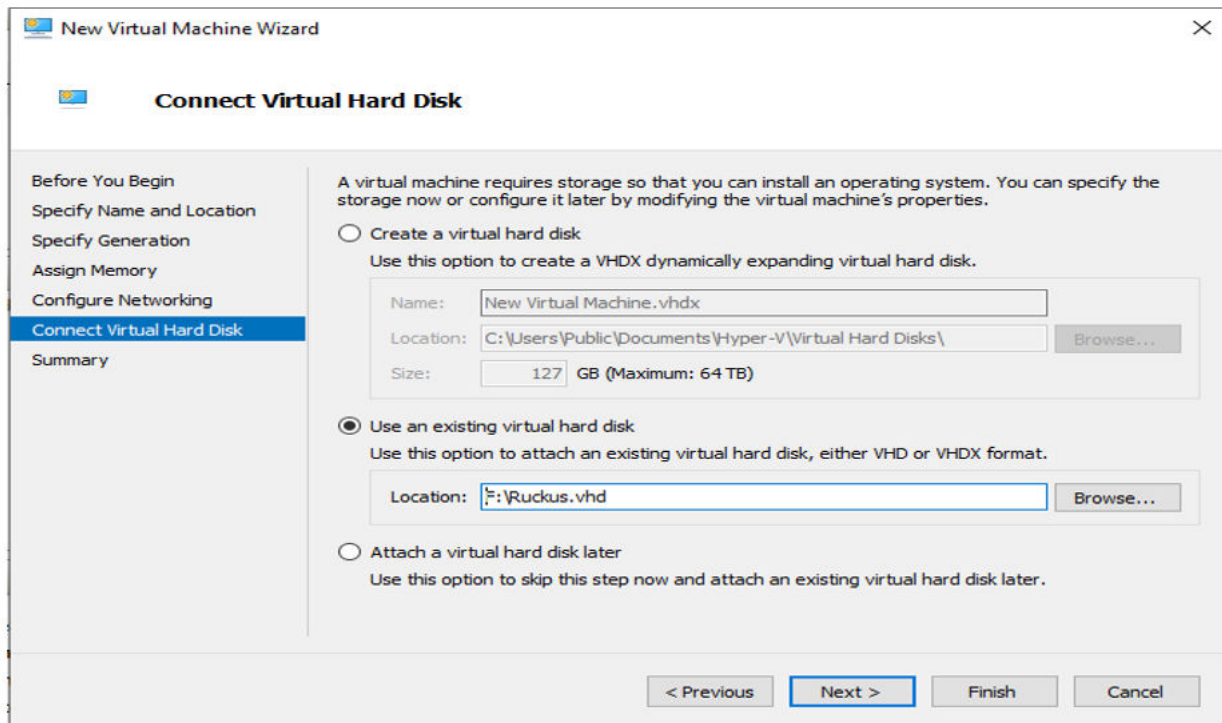 New Virtual Machine Wizard
Connect Virtual Hard Disk
Before You Begin
Specify Name and Location
Specify Generation
Assign Memory
Configure Networking
Connect Virtual Hard Disk
Summary
A virtual machine requires storage so that you can install an operating system. You can specify the
storage now or configure it later by modifying the virtual machine's properties.
Create a virtual hard disk
Use this option to create a VHDX dynamically expanding virtual hard disk.
Name: New Virtual Machine.vhdx
Location: C:\Users\Public\Documents\Hyper-V\Virtual Hard Disks\ Browse...
Size: 127 GB (Maximum: 64 TB)
Use an existing virtual hard disk
Use this option to attach an existing virtual hard disk, either VHD or VHDX format.
Location: F:\Ruckus.vhd Browse...
Attach a virtual hard disk later
Use this option to skip this step now and attach an existing virtual hard disk later.
< Previous Next > Finish Cancel